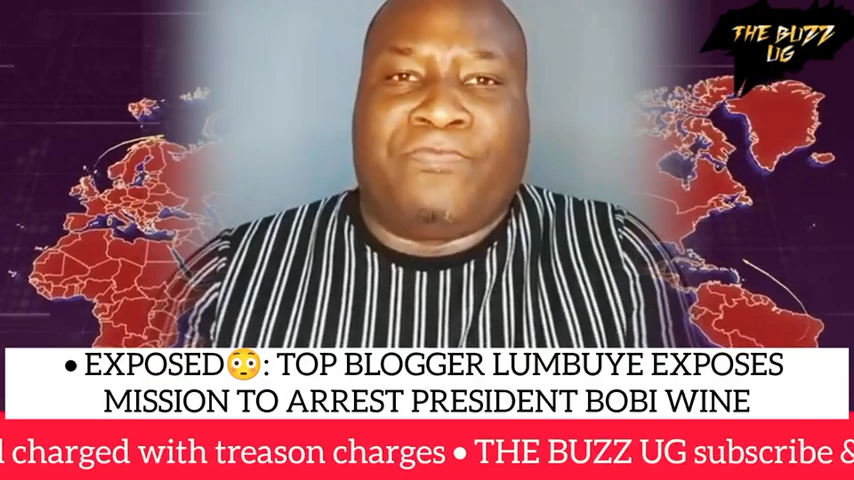 THE BUZZ
UG
• EXPOSED😳: TOP BLOGGER LUMBUYE EXPOSES
MISSION TO ARREST PRESIDENT BOBI WINE
charged with treason charges • THE BUZZ UG subscribe &